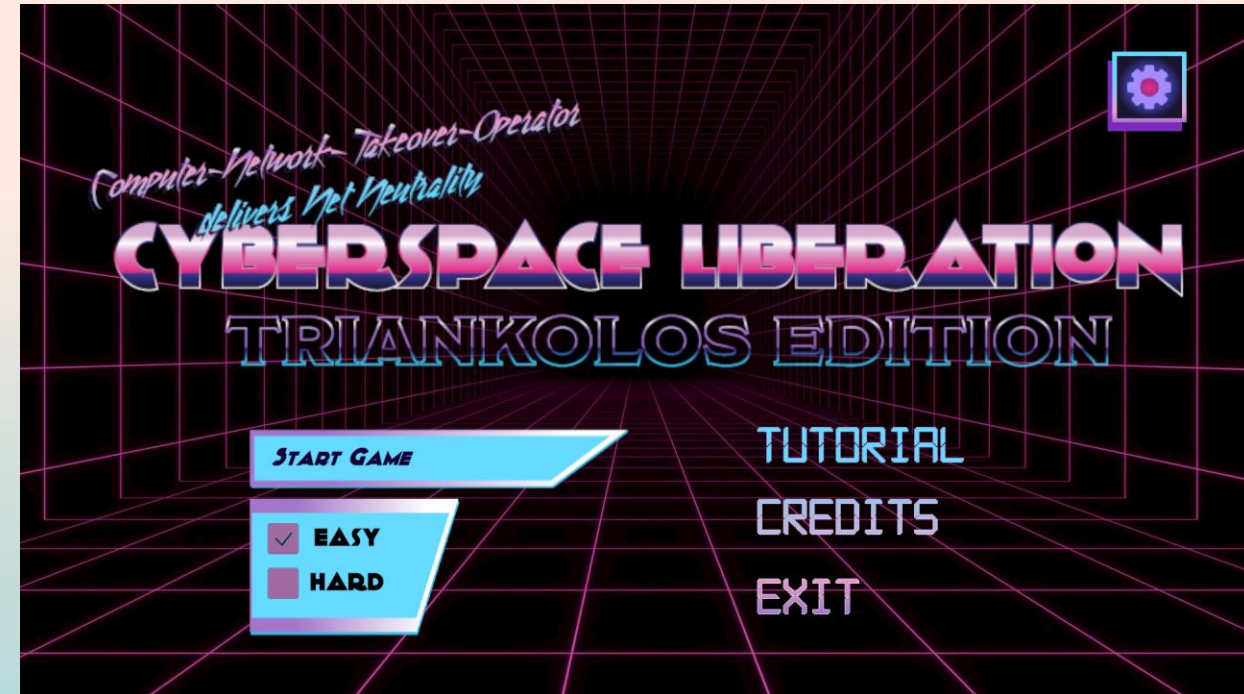 Computer-Network-Takeover-Operator
delivers Net Neutrality
CYBERSPACE LIBERATION
TRIANKOLOS EDITION
START GAME
EASY
HARD
TUTORIAL
CREDITS
EXIT